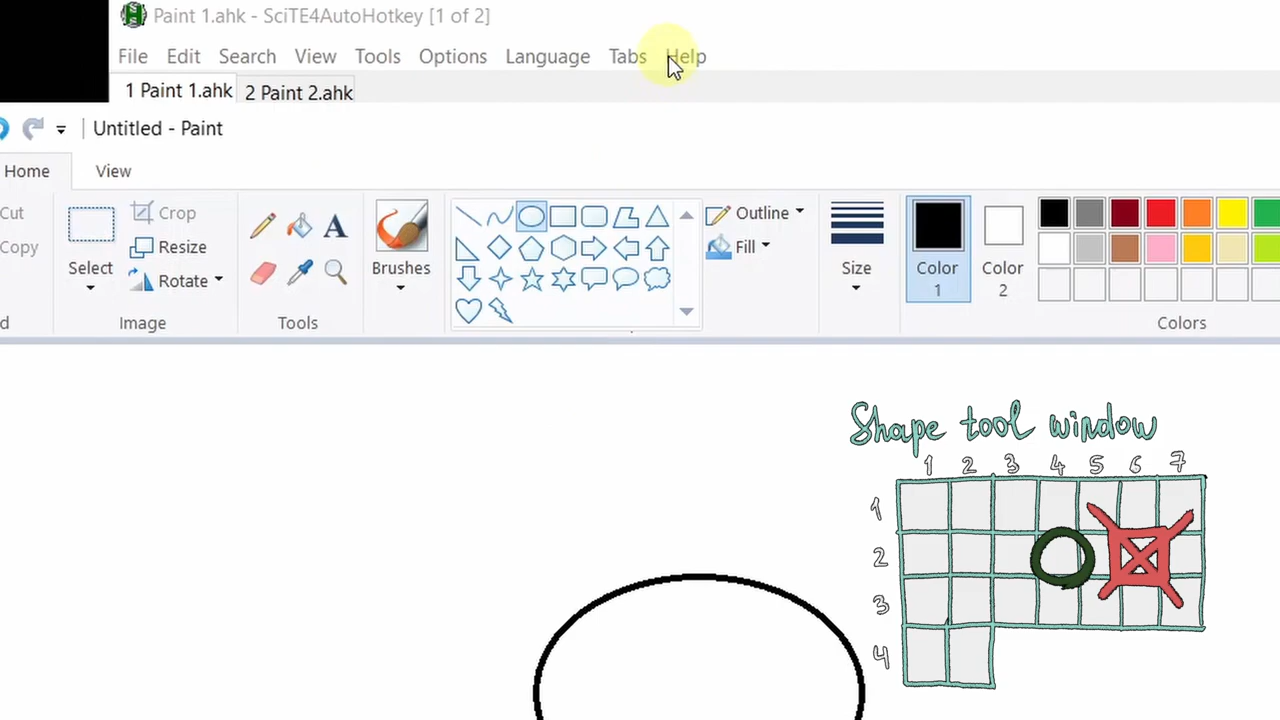 Paint 1.ahk - SciTE4AutoHotkey [1 of 2]
File Edit Search View Tools Options Language Tabs Help
1 Paint 1.ahk 2 Paint 2.ahk
Untitled - Paint
Home View
Cut
Copy
Select
Crop
Resize
Rotate
Image
A
Tools
Brushes
Outline
Fill
Size
Color
1
Color
2
Colors
Shape tool window
1 2 3 4 5 6 7
1
2
3
4